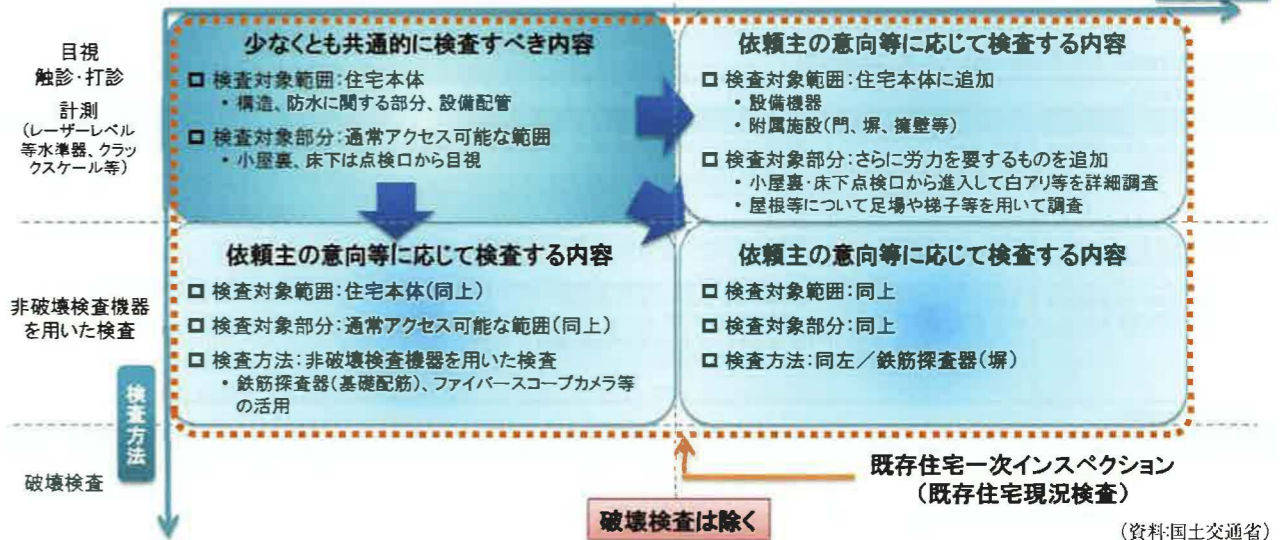 目視
触診・打診
計測
(レーザーレベル
等水準器、クラッ
クスケール等)
少なくとも共通的に検査すべき内容
検査対象範囲:住宅本体
・構造、防水に関する部分、設備配管
検査対象部分:通常アクセス可能な範囲
・小屋裏、床下は点検口から目視
依頼主の意向等に応じて検査する内容
検査対象範囲:住宅本体に追加
・設備機器
・附属施設(門、塀、擁壁等)
検査対象部分:さらに労力を要するものを追加
・小屋裏・床下点検口から進入して白アリ等を詳細調査
・屋根等について足場や梯子等を用いて調査
非破壊検査機器
を用いた検査
依頼主の意向等に応じて検査する内容
検査対象範囲:住宅本体(同上)
検査対象部分:通常アクセス可能な範囲(同上)
検査方法:非破壊検査機器を用いた検査
・鉄筋探査器(基礎配筋)、ファイバースコープカメラ等
の活用
依頼主の意向等に応じて検査する内容
検査対象範囲:同上
検査対象部分:同上
検査方法:同左/鉄筋探査器(塀)
検査方法
破壊検査
既存住宅一次インスペクション
(既存住宅現況検査)
破壊検査は除く
(資料:国土交通省)